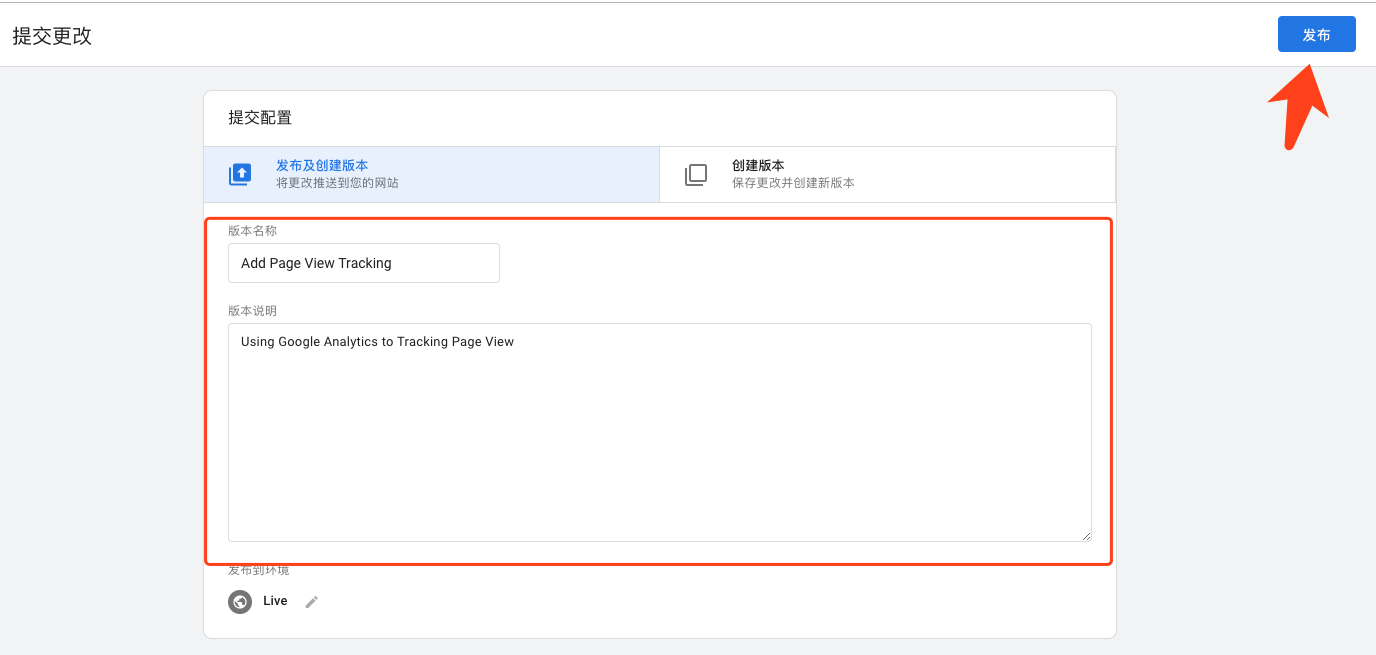 提交更改
发布
提交配置
发布及创建版本
将更改推送到您的网站
创建版本
保存更改并创建新版本
版本名称
Add Page View Tracking
版本说明
Using Google Analytics to Tracking Page View
发布到环境
Live